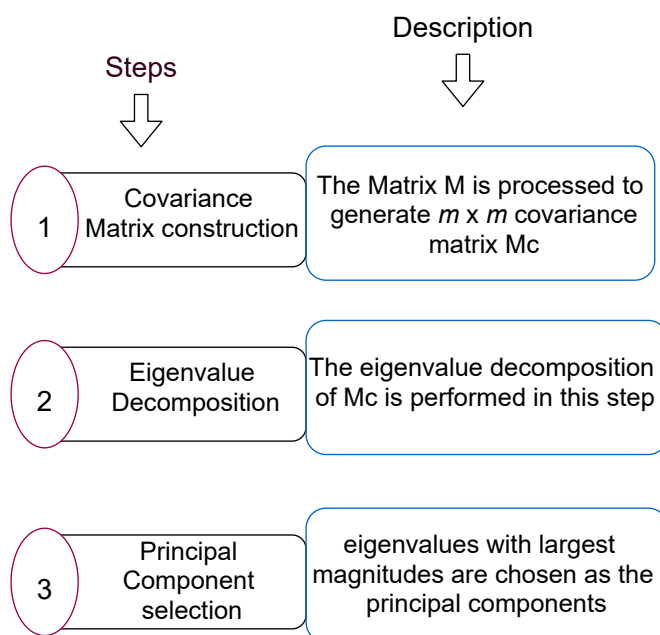 Description
Steps
1
Covariance
Matrix construction
The Matrix M is processed to
generate m x m covariance
matrix Mc
2
Eigenvalue
Decomposition
The eigenvalue decomposition
of Mc is performed in this step
3
Principal
Component
selection
eigenvalues with largest
magnitudes are chosen as the
principal components